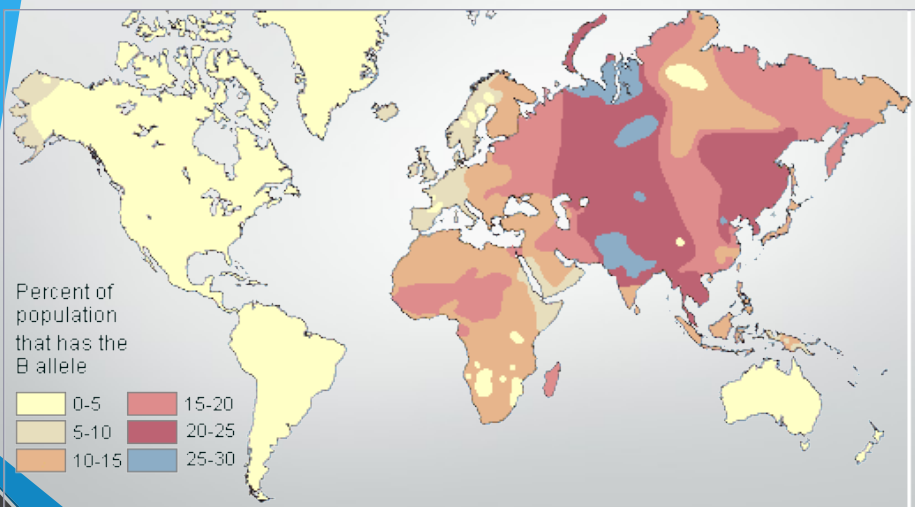 Percent of
population
that has the
B allele
0-5
15-20
5-10
20-25
10-15
25-30